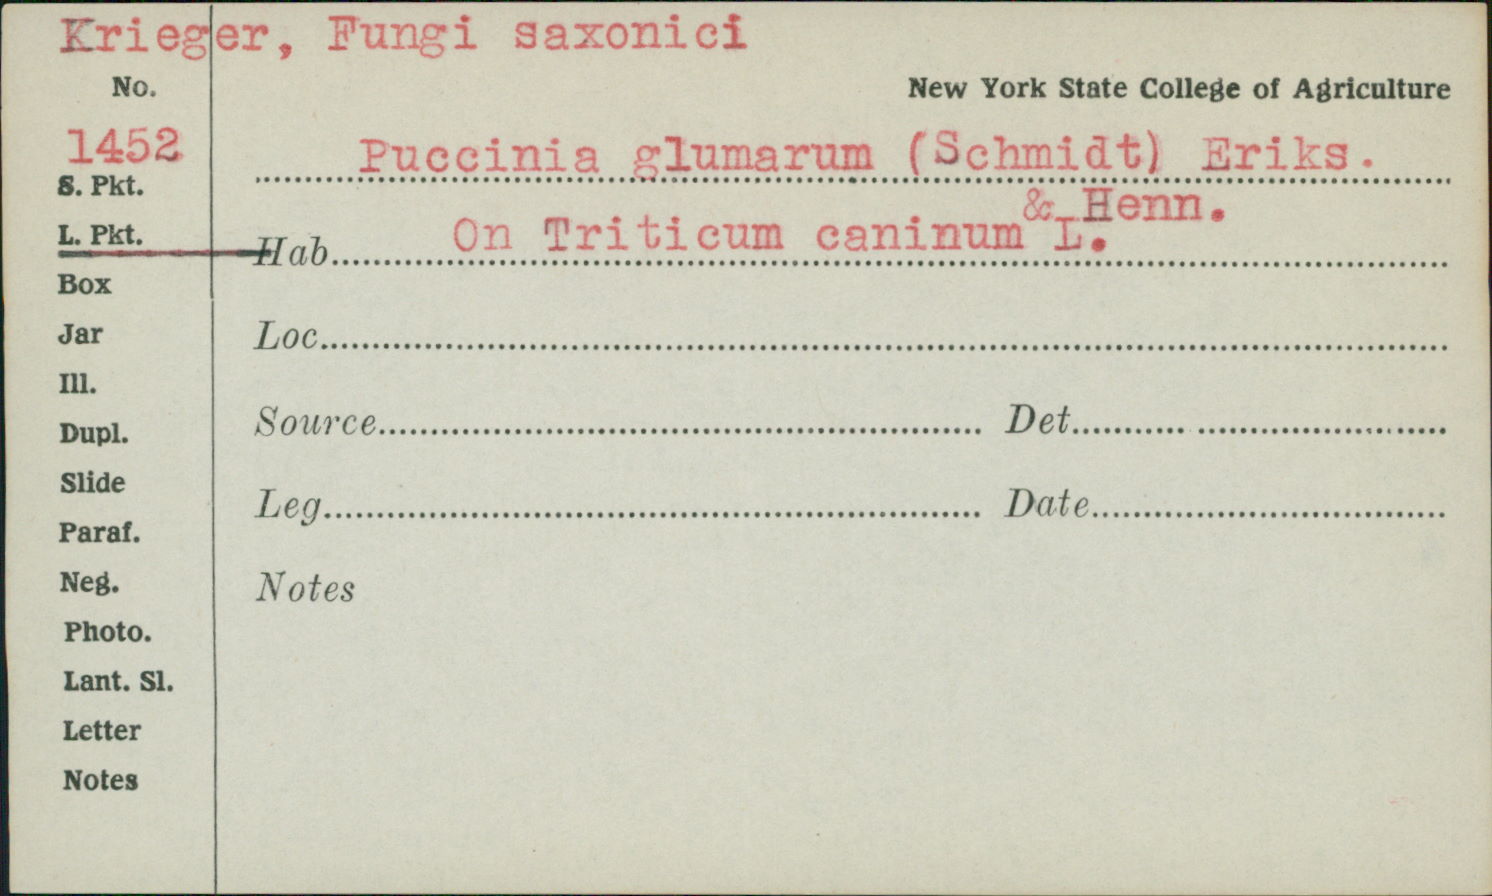 Krieger, Fungi saxonici
No.
New York State College of Agriculture
1452
Puccinia glumarum (Schmidt) Eriks.
& Henn.
S. Pkt.
L. Pkt.
Hab. On Triticum caninum L.
Box
Jar
Loc.
Ill.
Dupl.
Source Det.
Slide
Leg. Date
Paraf.
Neg.
Notes
Photo.
Lant. Sl.
Letter
Notes